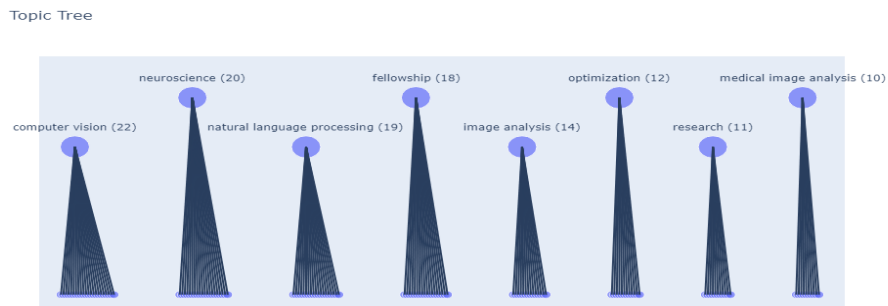 Topic Tree
neuroscience (20)
fellowship (18)
optimization (12)
medical image analysis (10)
computer vision (22)
natural language processing (19)
image analysis (14)
research (11)